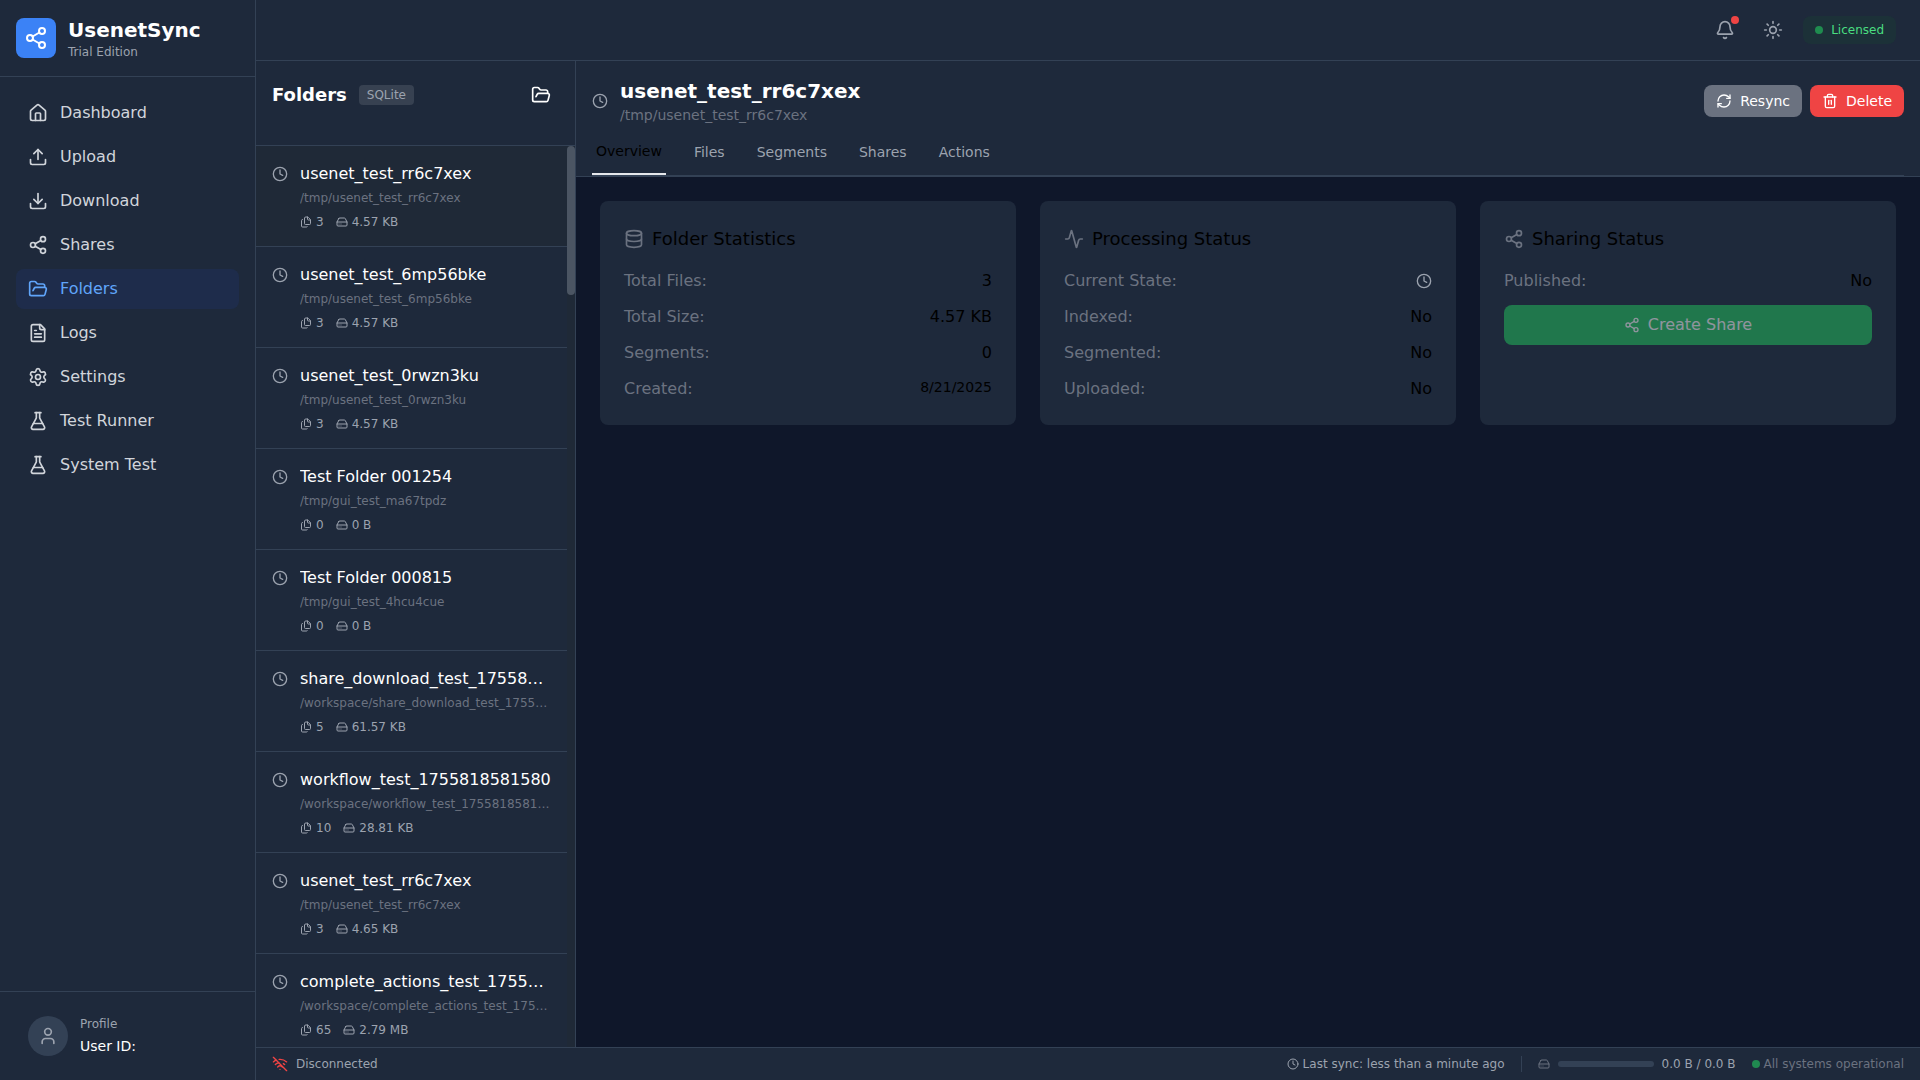 UsenetSync
Trial Edition
Dashboard
Upload
Download
Shares
Folders
Logs
Settings
Test Runner
System Test
Profile
User ID:
Licensed
Folders SQLite
usenet_test_rr6c7xex
/tmp/usenet_test_rr6c7xex
3 4.57 KB
usenet_test_6mp56bke
/tmp/usenet_test_6mp56bke
3 4.57 KB
usenet_test_0rwzn3ku
/tmp/usenet_test_0rwzn3ku
3 4.57 KB
Test Folder 001254
/tmp/gui_test_ma67tpdz
0 0 B
Test Folder 000815
/tmp/gui_test_4hcu4cue
0 0 B
share_download_test_17558...
/workspace/share_download_test_1755...
5 61.57 KB
workflow_test_1755818581580
/workspace/workflow_test_1755818581...
10 28.81 KB
usenet_test_rr6c7xex
/tmp/usenet_test_rr6c7xex
3 4.65 KB
complete_actions_test_1755...
/workspace/complete_actions_test_175...
65 2.79 MB
usenet_test_rr6c7xex
/tmp/usenet_test_rr6c7xex
Resync Delete
Overview Files Segments Shares Actions
Folder Statistics
Total Files: 3
Total Size: 4.57 KB
Segments: 0
Created: 8/21/2025
Processing Status
Current State:
Indexed: No
Segmented: No
Uploaded: No
Sharing Status
Published: No
Create Share
Disconnected
Last sync: less than a minute ago
0.0 B / 0.0 B
All systems operational